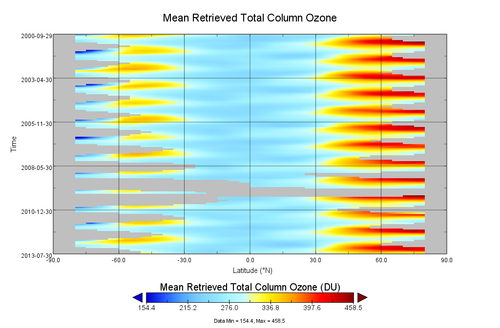 Mean Retrieved Total Column Ozone
2000-09-29
2003-04-30
2005-11-30
2008-05-30
2010-12-30
2013-07-30
Time
-90.0 -60.0 -30.0 0.0 30.0 60.0 90.0
Latitude (°N)
Mean Retrieved Total Column Ozone (DU)
154.4 215.2 276.0 336.8 397.6 458.5
Data Min = 154.4, Max = 458.5